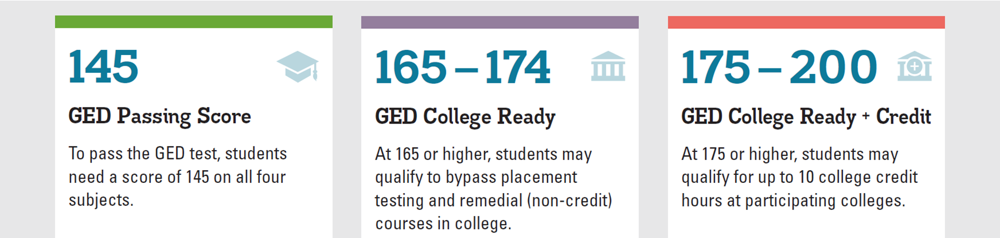 145
GED Passing Score
To pass the GED test, students
need a score of 145 on all four
subjects.
165 – 174
GED College Ready
At 165 or higher, students may
qualify to bypass placement
testing and remedial (non-credit)
courses in college.
175 – 200
GED College Ready + Credit
At 175 or higher, students may
qualify for up to 10 college credit
hours at participating colleges.